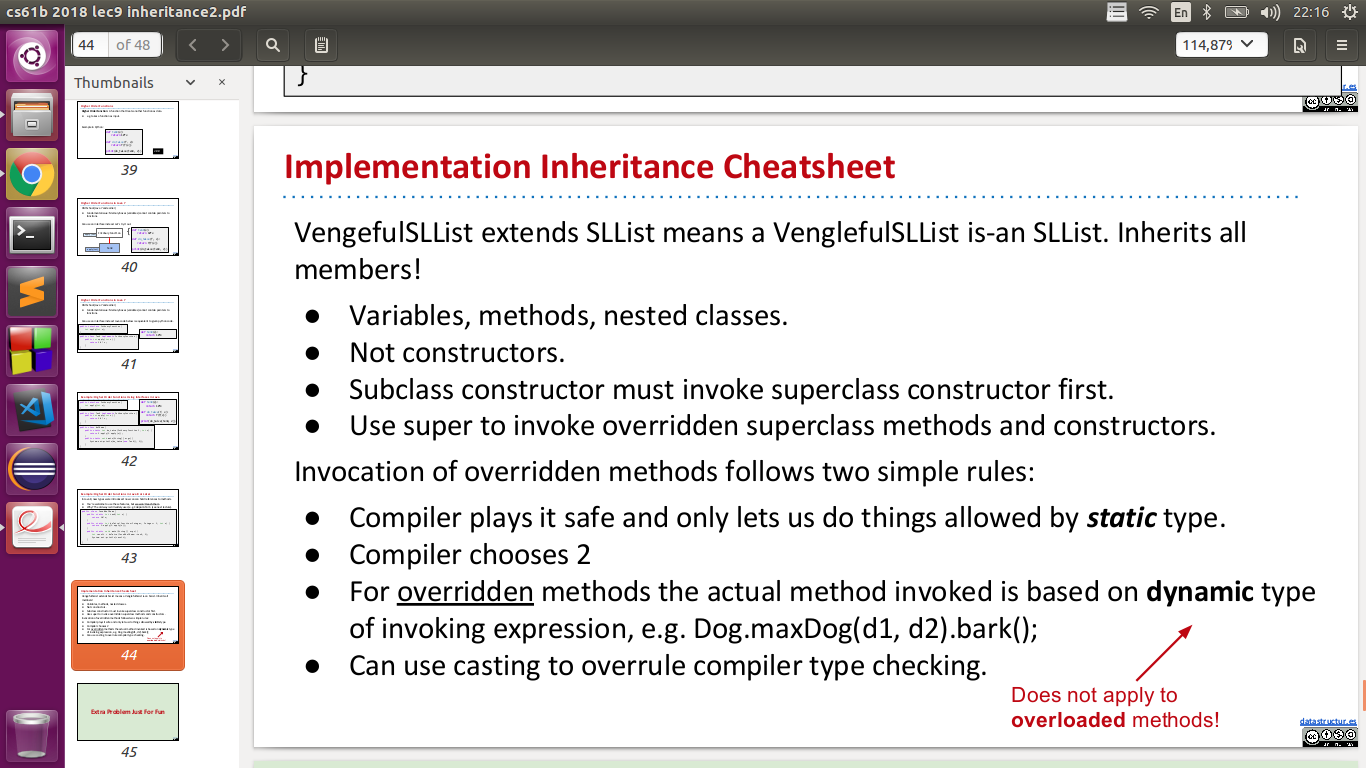 cs61b 2018 lec9 inheritance2.pdf
En
22:16
44 of 48
114,87%
Thumbnails
39
40
41
42
43
44
Extra Problem Just For Fun
45
}
Implementation Inheritance Cheatsheet
VengefulSLList extends SLList means a VenglefulSLList is-an SLList. Inherits all
members!
● Variables, methods, nested classes.
● Not constructors.
● Subclass constructor must invoke superclass constructor first.
● Use super to invoke overridden superclass methods and constructors.
Invocation of overridden methods follows two simple rules:
● Compiler plays it safe and only lets us do things allowed by static type.
● Compiler chooses 2
● For overridden methods the actual method invoked is based on dynamic type
of invoking expression, e.g. Dog.maxDog(d1, d2).bark();
● Can use casting to overrule compiler type checking.
Does not apply to
overloaded methods!
datastructur.es